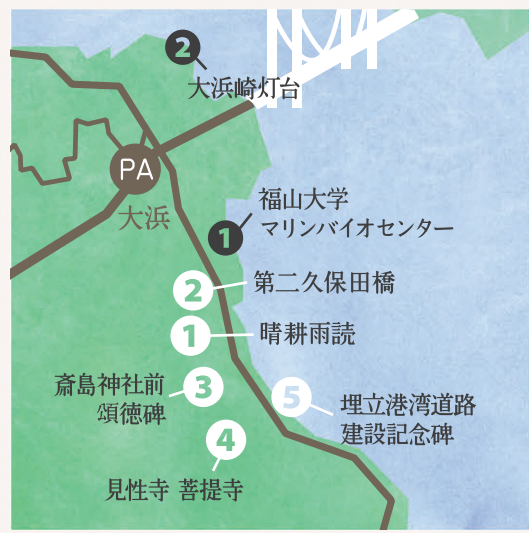 2
大浜崎灯台
PA
大浜
福山大学
マリンバイオセンター
1
2
第二久保田橋
1
晴耕雨読
斎島神社前
頌徳碑
3
5
埋立港湾道路
建設記念碑
4
見性寺 菩提寺